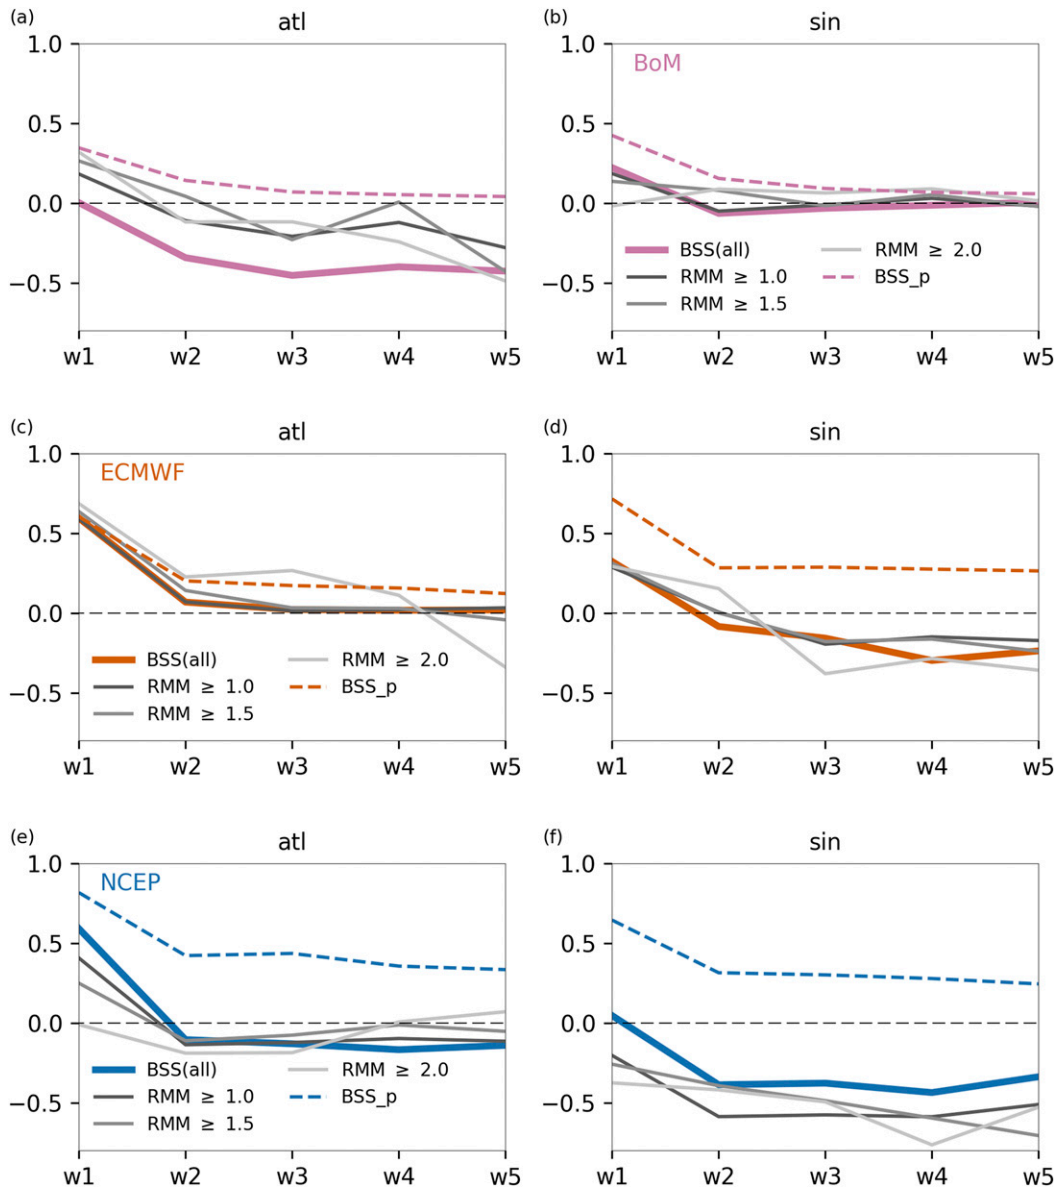 (a)
atl
1.0
0.5
0.0
−0.5
w1 w2 w3 w4 w5
(b)
sin
BoM
1.0
0.5
0.0
−0.5
BSS(all)
RMM ≥ 1.0
RMM ≥ 1.5
RMM ≥ 2.0
BSS_p
w1 w2 w3 w4 w5
(c)
atl
ECMWF
1.0
0.5
0.0
−0.5
BSS(all)
RMM ≥ 1.0
RMM ≥ 1.5
RMM ≥ 2.0
BSS_p
w1 w2 w3 w4 w5
(d)
sin
1.0
0.5
0.0
−0.5
w1 w2 w3 w4 w5
(e)
atl
NCEP
1.0
0.5
0.0
−0.5
BSS(all)
RMM ≥ 1.0
RMM ≥ 1.5
RMM ≥ 2.0
BSS_p
w1 w2 w3 w4 w5
(f)
sin
1.0
0.5
0.0
−0.5
w1 w2 w3 w4 w5